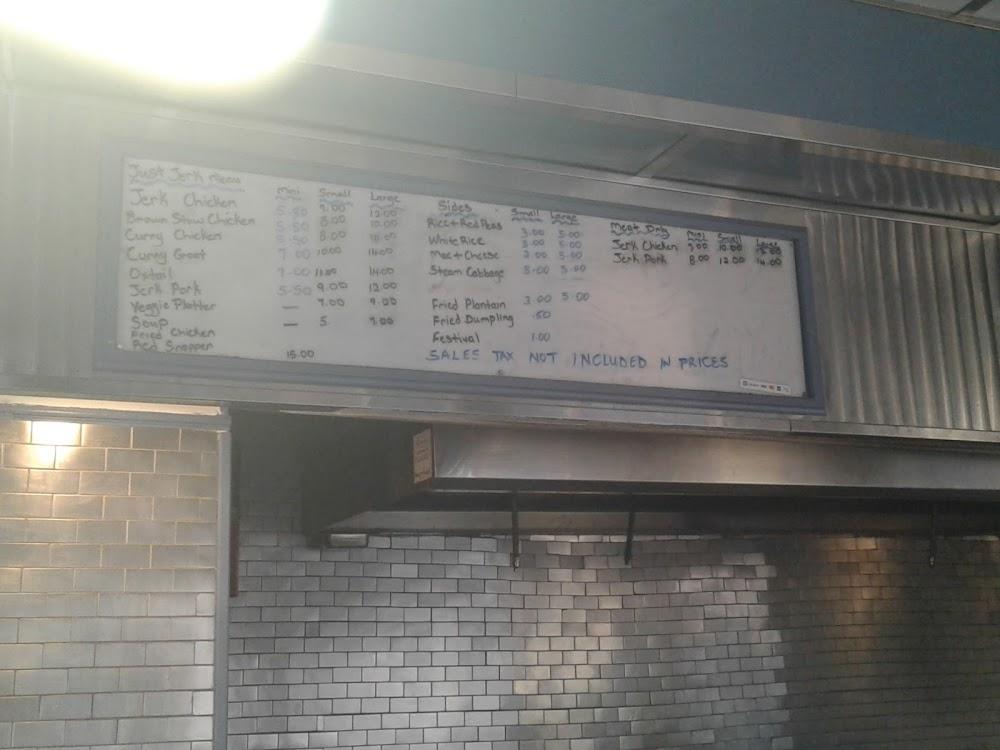 Just Jerk Menu
Mini Small Large
Jerk Chicken 5.50 9.00 12.00
Brown Stew Chicken 5.50 8.00 10.00
Curry Chicken 5.50 8.00 10.00
Curry Goat 7.00 10.00 14.00
Oxtail 7.00 11.00 14.00
Jerk Pork 5.50 9.00 12.00
Veggie Platter — 7.00 9.00
Soup — 5. 7.00
Fried Chicken
Red Snapper 15.00
Sides Small Large
Rice + Red Peas 3.00 5.00
White Rice 3.00 5.00
Mac + Cheese 3.00 5.00
Steam Cabbage 3.00 5.00
Fried Plantain 3.00 5.00
Fried Dumpling .50
Festival 1.00
SALES TAX NOT INCLUDED IN PRICES
Meat Only Mini Small Large
Jerk Chicken 10.00
Jerk Pork 8.00 12.00 14.00